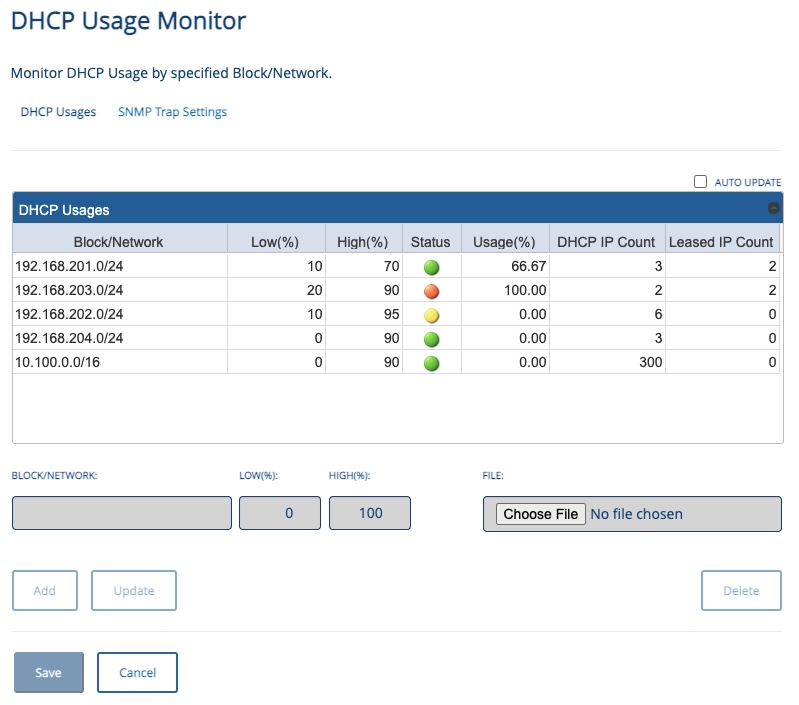 DHCP Usage Monitor
Monitor DHCP Usage by specified Block/Network.
DHCP Usages SNMP Trap Settings
AUTO UPDATE
DHCP Usages
Block/Network Low(%) High(%) Status Usage(%) DHCP IP Count Leased IP Count
192.168.201.0/24 10 70 66.67 3 2
192.168.203.0/24 20 90 100.00 2 2
192.168.202.0/24 10 95 0.00 6 0
192.168.204.0/24 0 90 0.00 3 0
10.100.0.0/16 0 90 0.00 300 0
BLOCK/NETWORK: LOW(%): HIGH(%): FILE:
0 100 Choose File No file chosen
Add Update Delete
Save Cancel